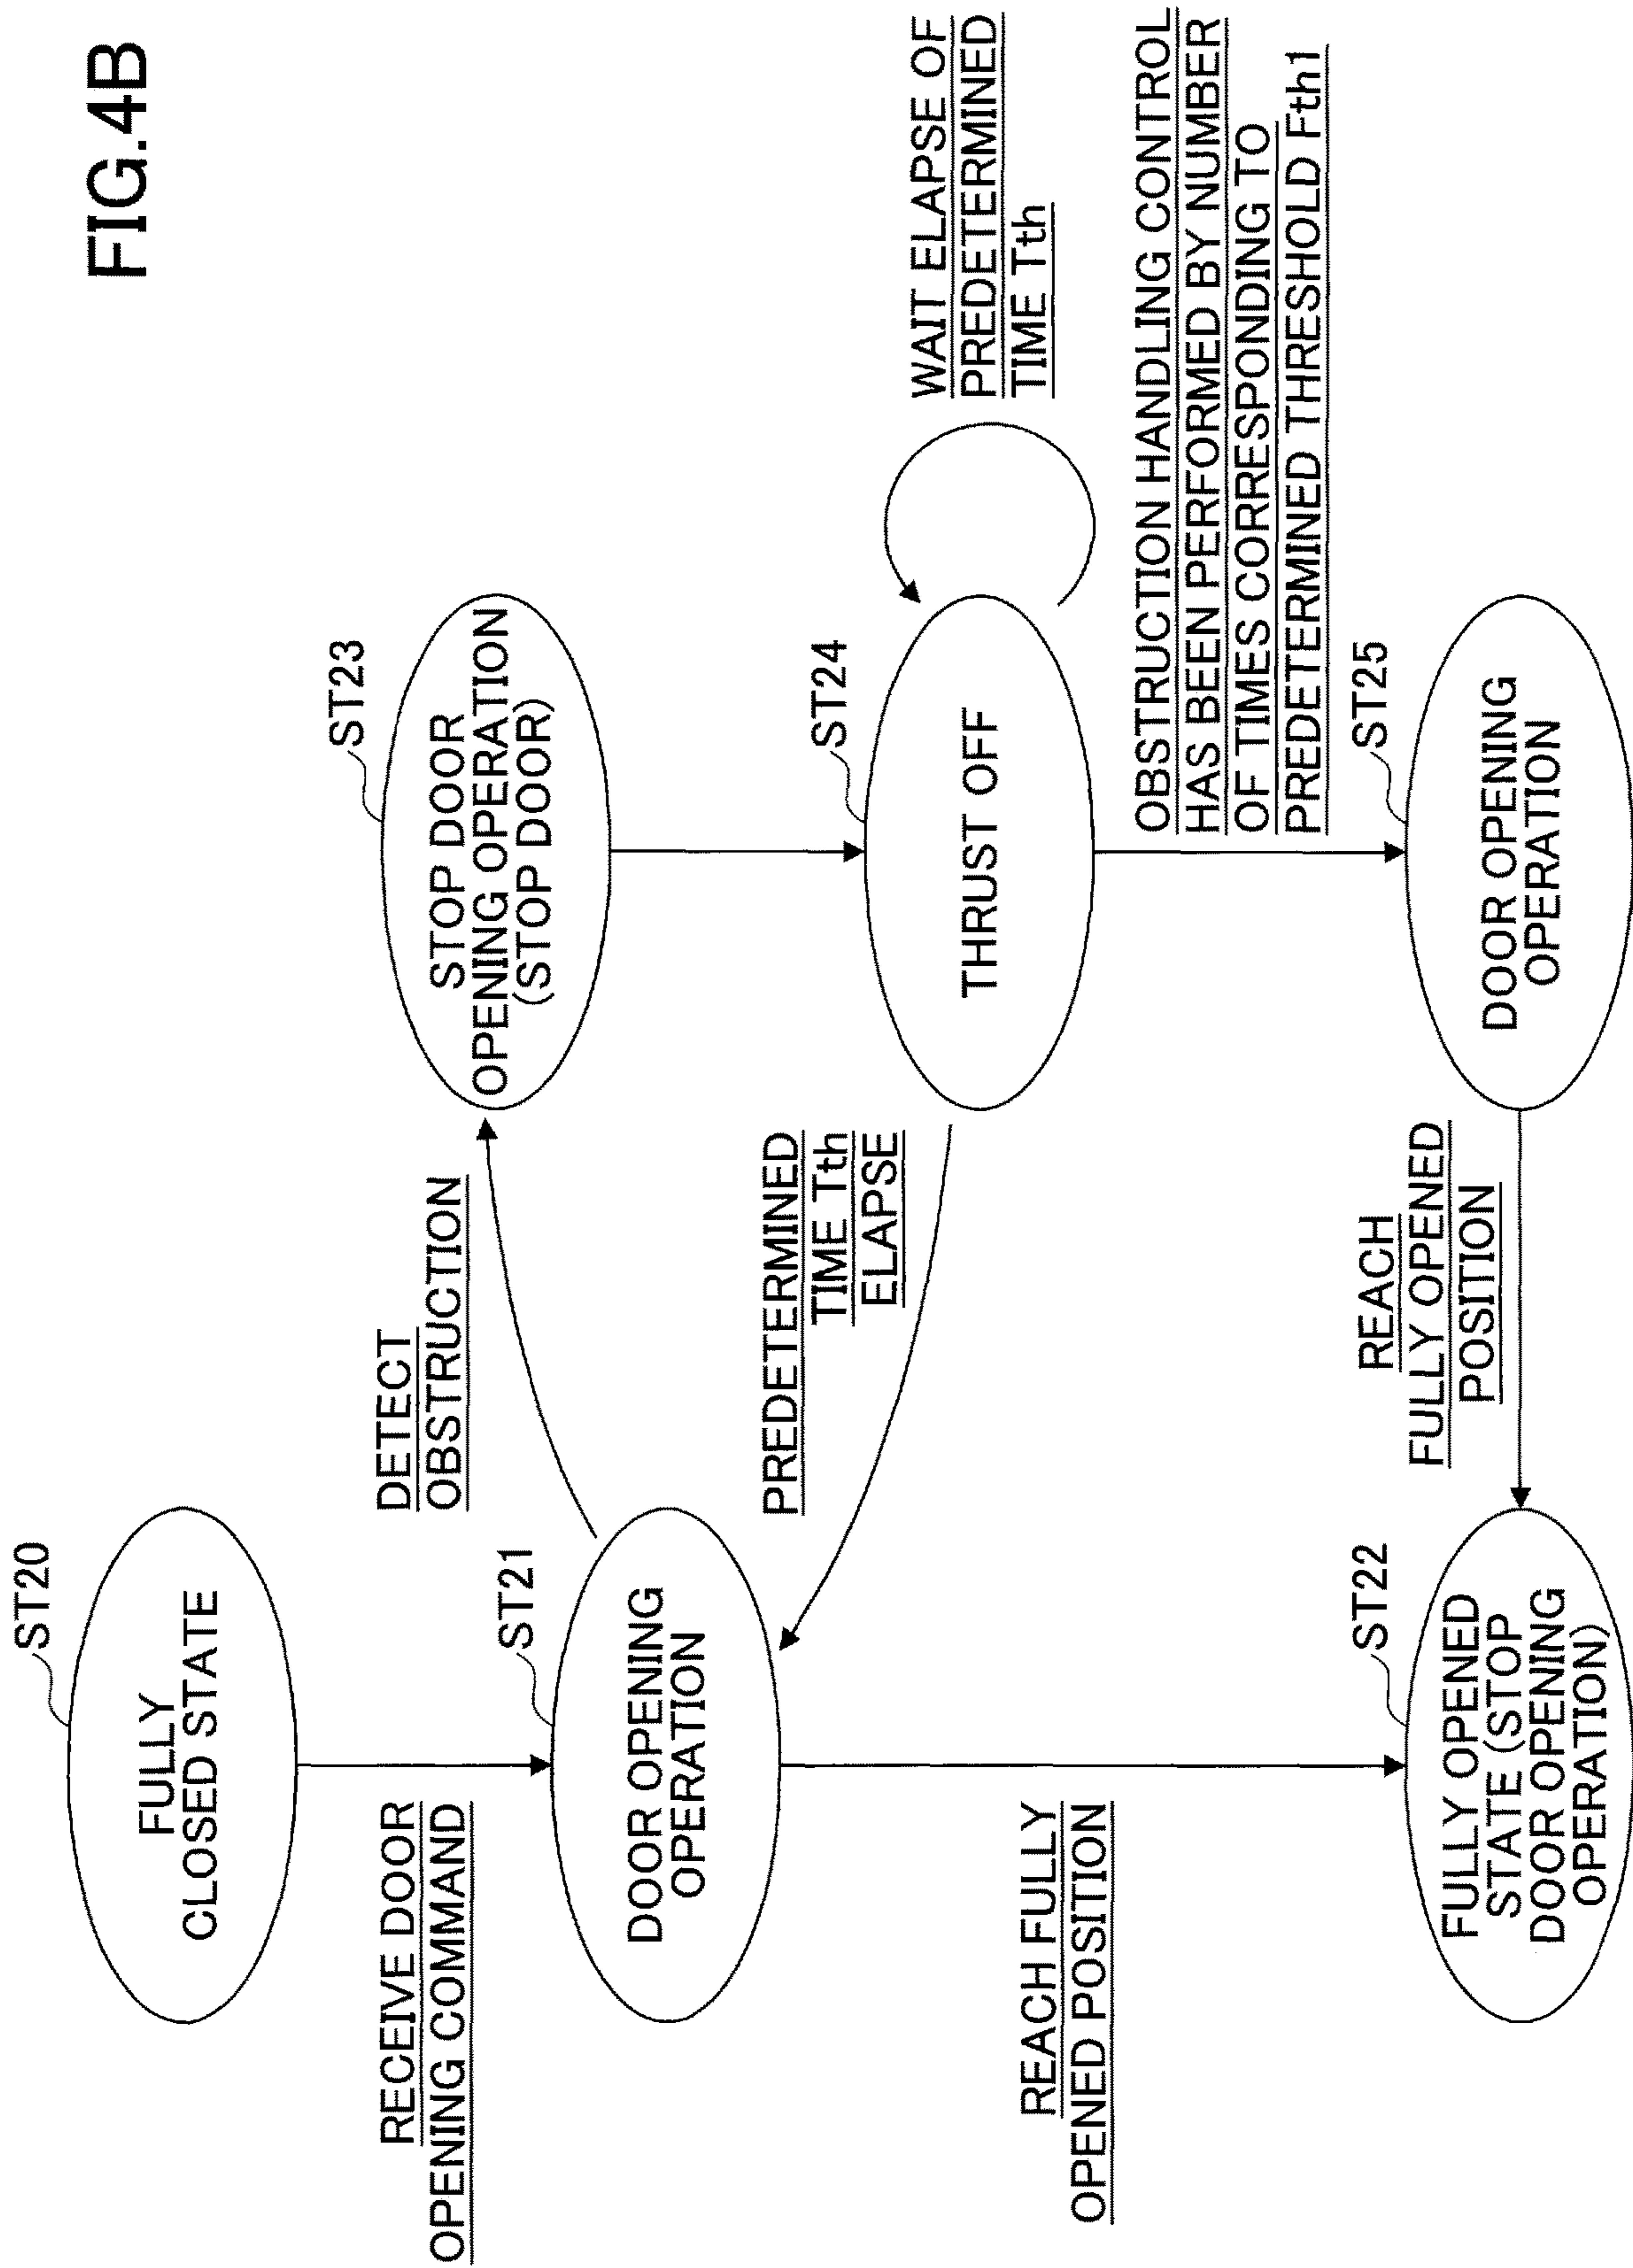 FIG.4B
ST20
FULLY
CLOSED STATE
RECEIVE DOOR
OPENING COMMAND
ST21
DOOR OPENING
OPERATION
REACH FULLY
OPENED POSITION
ST22
FULLY OPENED
STATE (STOP
DOOR OPENING
OPERATION)
DETECT
OBSTRUCTION
ST23
STOP DOOR
OPENING OPERATION
(STOP DOOR)
PREDETERMINED
TIME Tth
ELAPSE
ST24
THRUST OFF
WAIT ELAPSE OF
PREDETERMINED
TIME Tth
OBSTRUCTION HANDLING CONTROL
HAS BEEN PERFORMED BY NUMBER
OF TIMES CORRESPONDING TO
PREDETERMINED THRESHOLD Fth1
ST25
DOOR OPENING
OPERATION
REACH
FULLY OPENED
POSITION